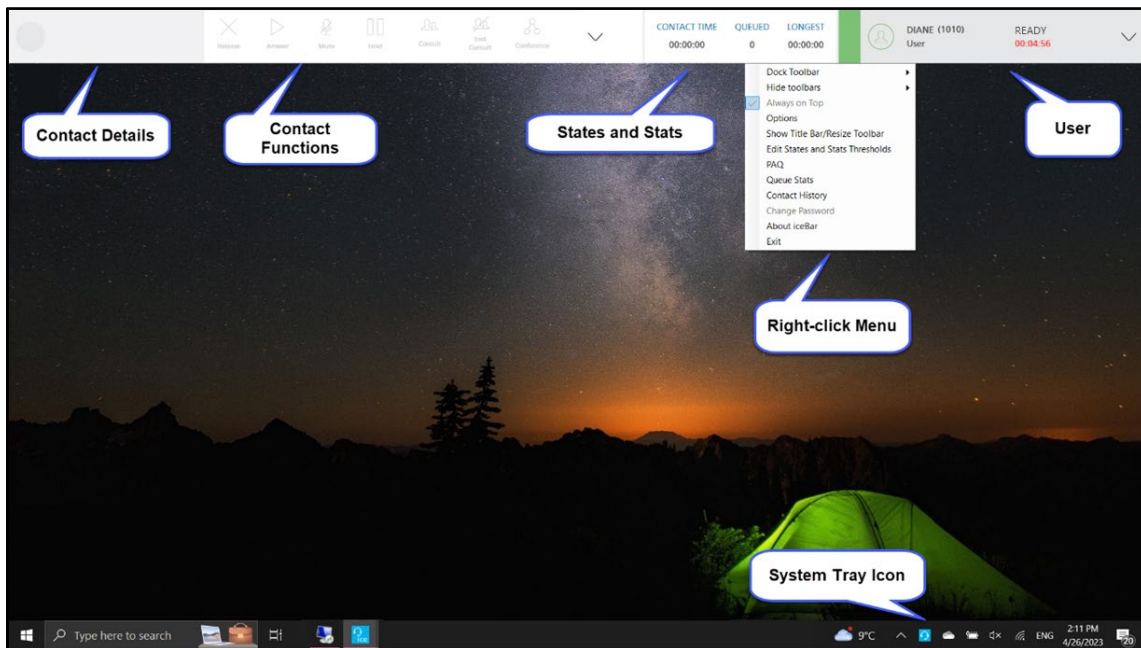 Release
Answer
Mute
Hold
Consult
End
Consult
Conference
CONTACT TIME
00:00:00
QUEUED
0
LONGEST
00:00:00
DIANE (1010)
User
READY
00:04:56
Contact Details
Contact
Functions
States and Stats
User
Dock Toolbar
Hide toolbars
Always on Top
Options
Show Title Bar/Resize Toolbar
Edit States and Stats Thresholds
PAQ
Queue Stats
Contact History
Change Password
About iceBar
Exit
Right-click Menu
System Tray Icon
Type here to search
ICE
9°C
ENG
2:11 PM
4/26/2023
20